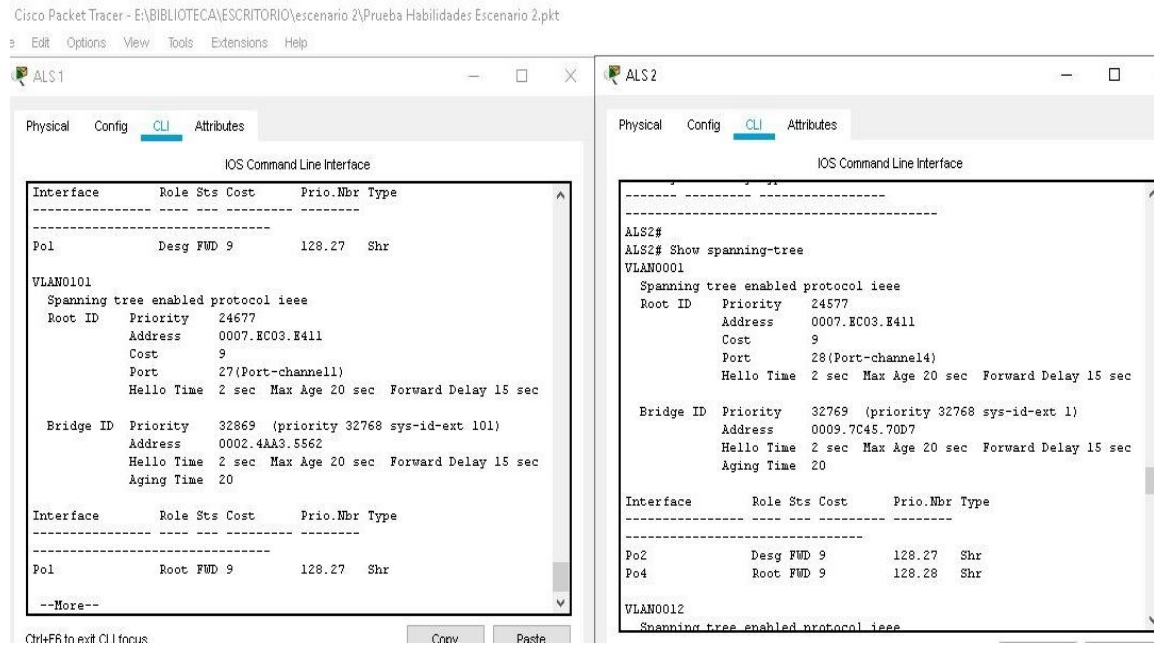 Cisco Packet Tracer - E:\BIBLIOTECA\ESCRITORIO\escenario 2\Prueba Habilidades Escenario 2.pkt
Edit Options View Tools Extensions Help
ALS1
Physical Config CLI Attributes
IOS Command Line Interface
Interface Role Sts Cost Prio.Nbr Type
---------------- ---- --- --------- --------
--------------------------------
Po1 Desg FWD 9 128.27 Shr
VLAN0101
Spanning tree enabled protocol ieee
Root ID Priority 24677
Address 0007.EC03.E411
Cost 9
Port 27(Port-channel1)
Hello Time 2 sec Max Age 20 sec Forward Delay 15 sec
Bridge ID Priority 32869 (priority 32768 sys-id-ext 101)
Address 0002.4AA3.5562
Hello Time 2 sec Max Age 20 sec Forward Delay 15 sec
Aging Time 20
Interface Role Sts Cost Prio.Nbr Type
---------------- ---- --- --------- --------
--------------------------------
Po1 Root FWD 9 128.27 Shr
--More--
Ctrl+F6 to exit CLI focus.
Copy Paste
ALS2
Physical Config CLI Attributes
IOS Command Line Interface
ALS2#
ALS2# Show spanning-tree
VLAN0001
Spanning tree enabled protocol ieee
Root ID Priority 24577
Address 0007.EC03.E411
Cost 9
Port 28(Port-channel4)
Hello Time 2 sec Max Age 20 sec Forward Delay 15 sec
Bridge ID Priority 32769 (priority 32768 sys-id-ext 1)
Address 0009.7C45.70D7
Hello Time 2 sec Max Age 20 sec Forward Delay 15 sec
Aging Time 20
Interface Role Sts Cost Prio.Nbr Type
---------------- ---- --- --------- --------
--------------------------------
Po2 Desg FWD 9 128.27 Shr
Po4 Root FWD 9 128.28 Shr
VLAN0012
Spanning tree enabled protocol ieee